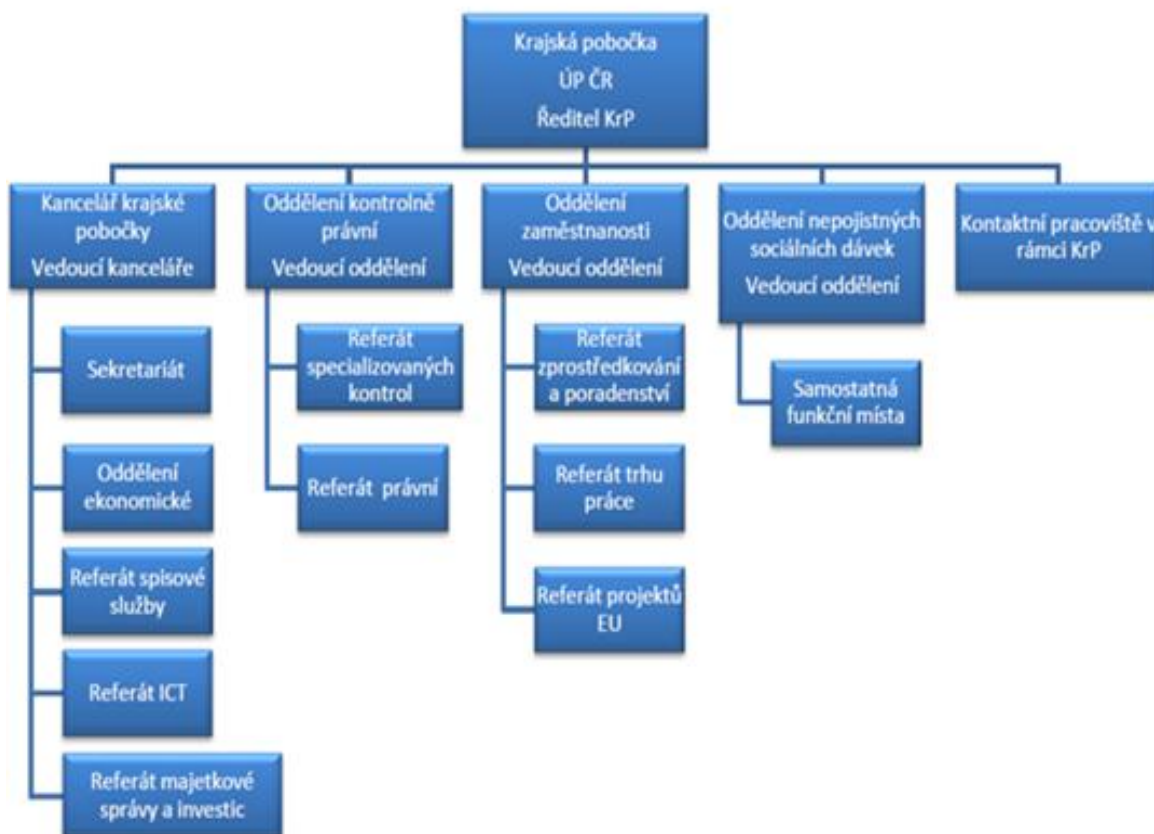 Krajská pobočka
ÚP ČR
Ředitel KrP
Kancelář krajské
pobočky
Vedoucí kanceláře
Sekretariát
Oddělení
ekonomické
Referát spisové
služby
Referát ICT
Referát majetkové
správy a investic
Oddělení kontrolně
právní
Vedoucí oddělení
Referát
specializovaných
kontrol
Referát právní
Oddělení
zaměstnanosti
Vedoucí oddělení
Referát
zprostředkování
a poradenství
Referát trhu
práce
Referát projektů
EU
Oddělení nepojistných
sociálních dávek
Vedoucí oddělení
Samostatná
funkční místa
Kontaktní pracoviště v
rámci KrP